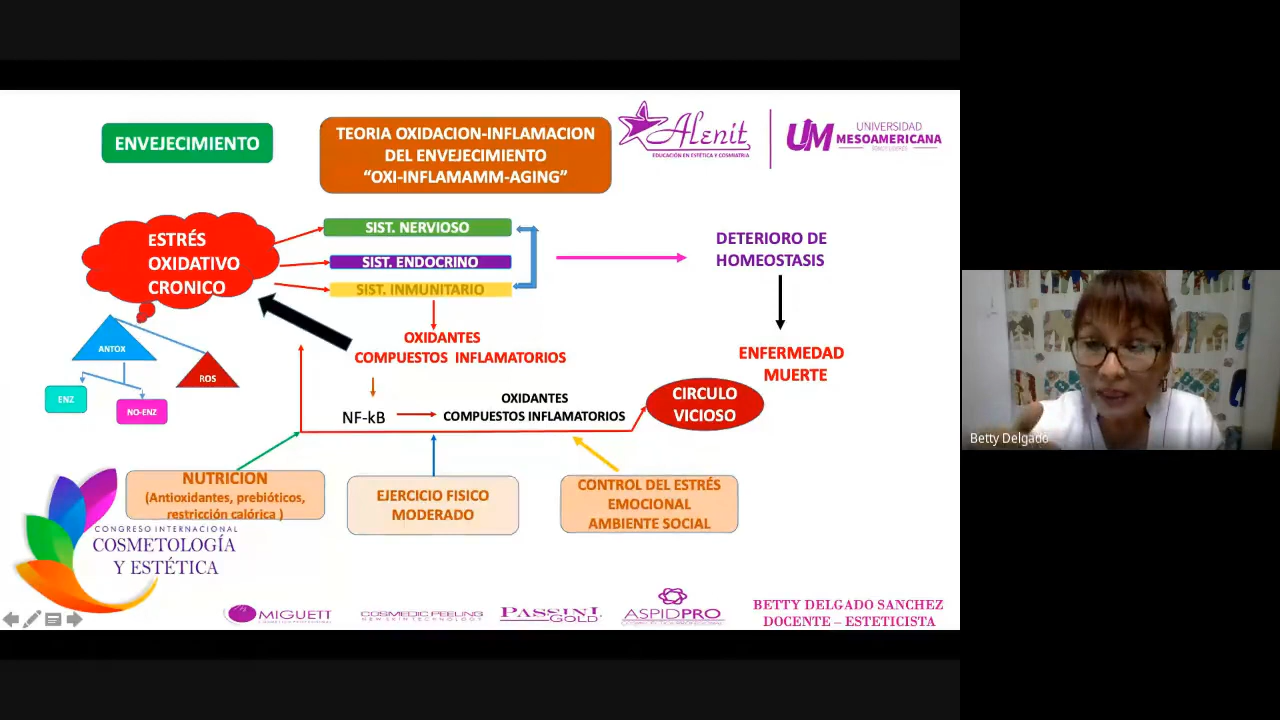 ENVEJECIMIENTO
TEORIA OXIDACION-INFLAMACION
DEL ENVEJECIMIENTO
“OXI-INFLAMAMM-AGING”
Alenit
EDUCACIÓN EN ESTÉTICA Y COSMIATRIA
UM
UNIVERSIDAD
MESOAMERICANA
ESTRÉS
OXIDATIVO
CRONICO
SIST. NERVIOSO
SIST. ENDOCRINO
SIST. INMUNITARIO
DETERIORO DE
HOMEOSTASIS
OXIDANTES
COMPUESTOS INFLAMATORIOS
ENFERMEDAD
MUERTE
ANTOX
ROS
ENZ
NO-ENZ
NF-kB
OXIDANTES
COMPUESTOS INFLAMATORIOS
CIRCULO
VICIOSO
NUTRICION
(Antioxidantes, prebióticos,
restricción calórica )
EJERCICIO FISICO
MODERADO
CONTROL DEL ESTRÉS
EMOCIONAL
AMBIENTE SOCIAL
CONGRESO INTERNACIONAL
COSMETOLOGÍA
Y ESTÉTICA
MIGUETT
COSMEDIC PEELING
NEW SKIN TECHNOLOGY
PASSINI
GOLD
ASPIDPRO
BETTY DELGADO SANCHEZ
DOCENTE – ESTETICISTA
Betty Delgado